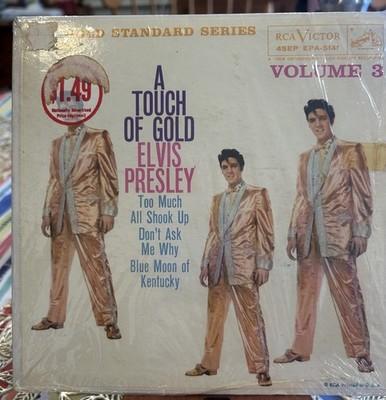 GOLD STANDARD SERIES
RCA VICTOR
45EP EPA-5141
VOLUME 3
$1.49
A
TOUCH
OF GOLD
ELVIS
PRESLEY
Too Much
All Shook Up
Don't Ask
Me Why
Blue Moon of
Kentucky